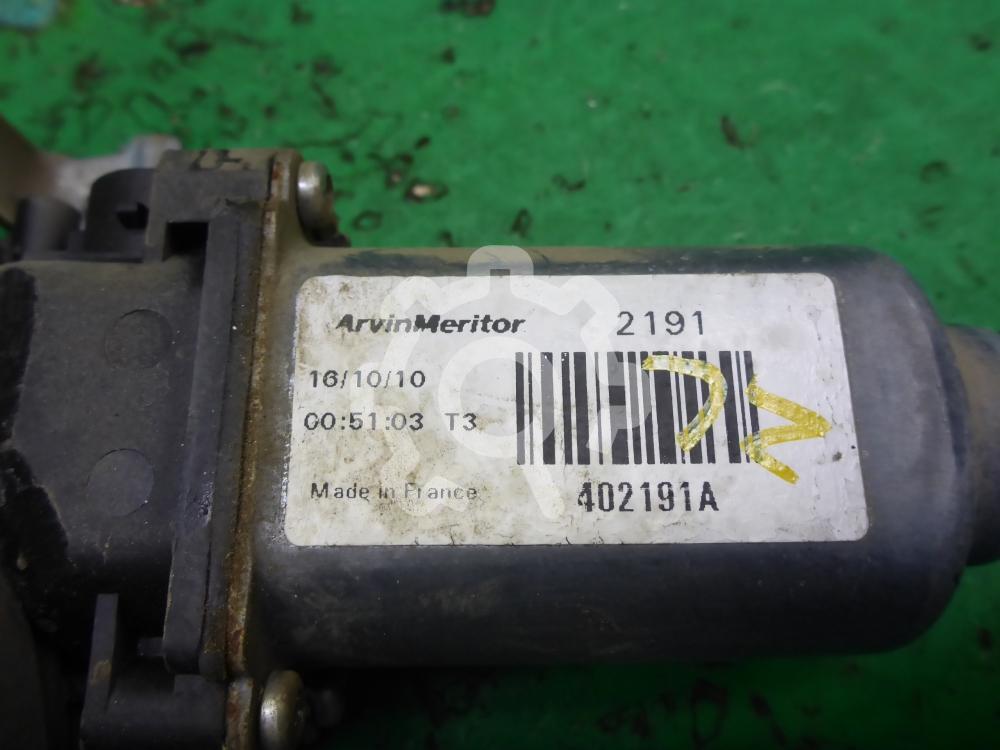 ArvinMeritor 2191
16/10/10
00:51:03 T3
Made in France 402191A